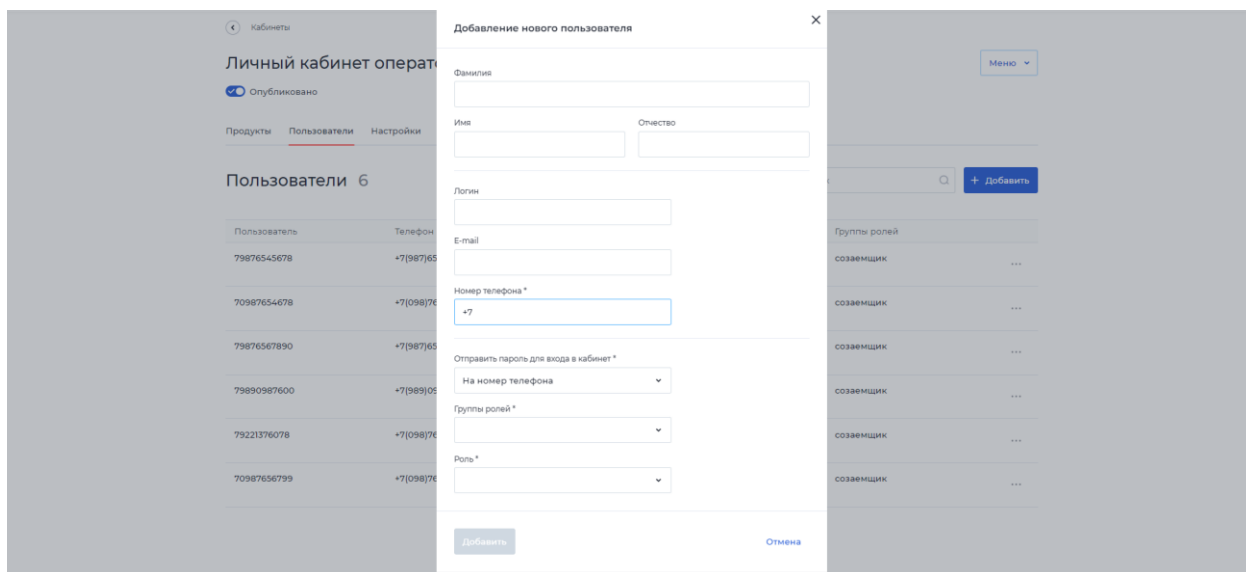 Кабинеты
Личный кабинет операт
Меню
Опубликовано
Продукты Пользователи Настройки
Пользователи 6
+ Добавить
Пользователь Телефон Группы ролей
79876545678 +7(987)65 созаемщик ...
70987654678 +7(098)76 созаемщик ...
79876567890 +7(987)65 созаемщик ...
79890987600 +7(989)09 созаемщик ...
79221376078 +7(098)76 созаемщик ...
70987656799 +7(098)76 созаемщик ...
Добавление нового пользователя
Фамилия
Имя Отчество
Логин
E-mail
Номер телефона *
+7
Отправить пароль для входа в кабинет *
На номер телефона
Группы ролей *
Роль *
Добавить Отмена